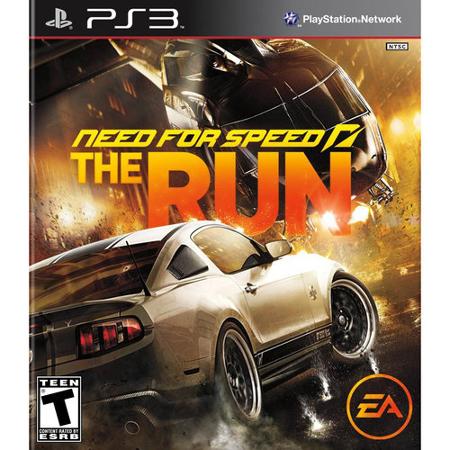 PS3
PlayStation®Network
NTSC
NEED FOR SPEED
THE RUN
TEEN
T
CONTENT RATED BY
ESRB
EA